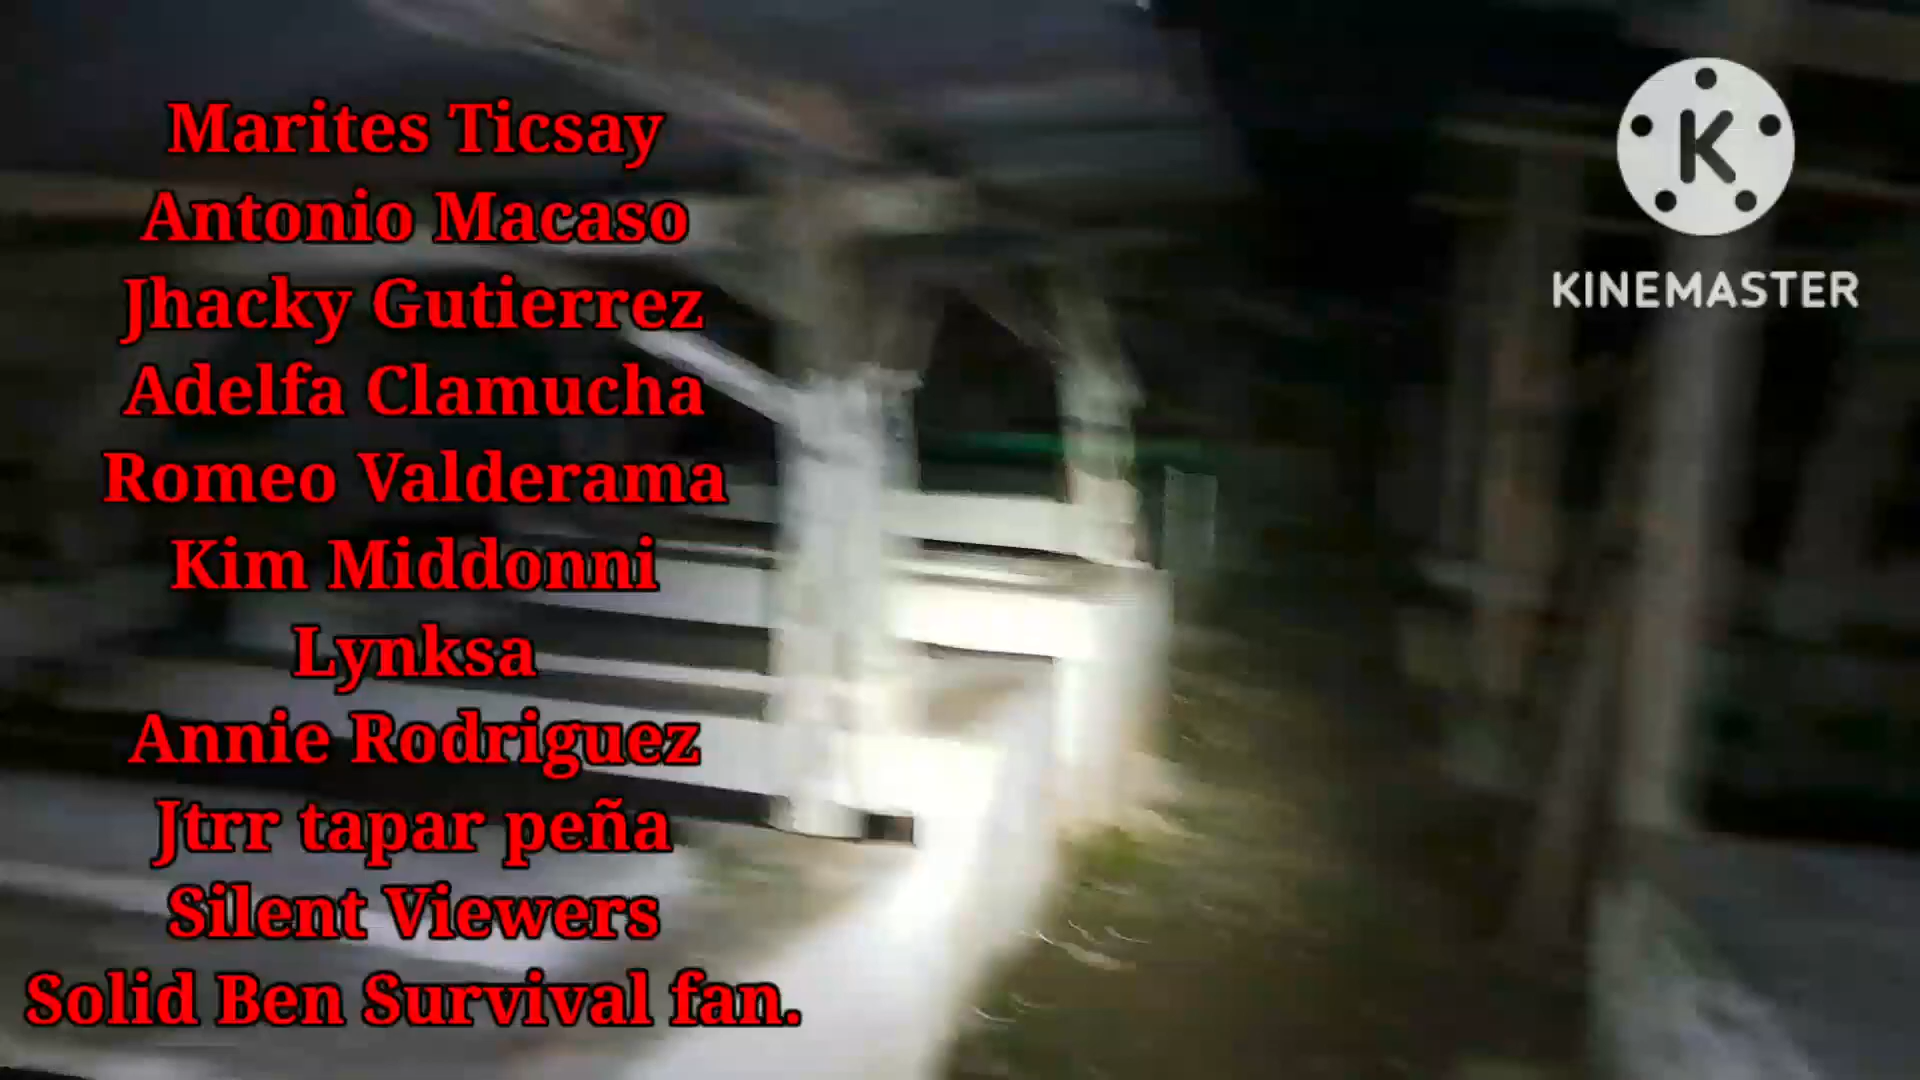 Marites Ticsay
Antonio Macaso
Jhacky Gutierrez
Adelfa Clamucha
Romeo Valderama
Kim Middonni
Lynksa
Annie Rodriguez
Jtrr tapar peña
Silent Viewers
Solid Ben Survival fan.
K
KINEMASTER